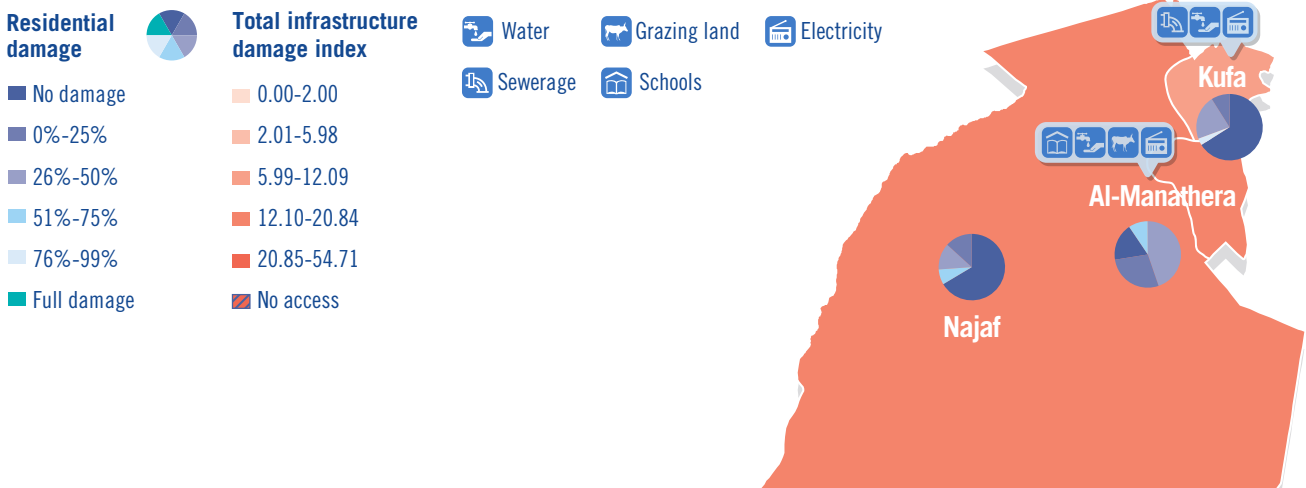 Residential
damage
No damage
0%-25%
26%-50%
51%-75%
76%-99%
Full damage
Total infrastructure
damage index
0.00-2.00
2.01-5.98
5.99-12.09
12.10-20.84
20.85-54.71
No access
Water
Grazing land
Electricity
Sewerage
Schools
Kufa
Al-Manathera
Najaf